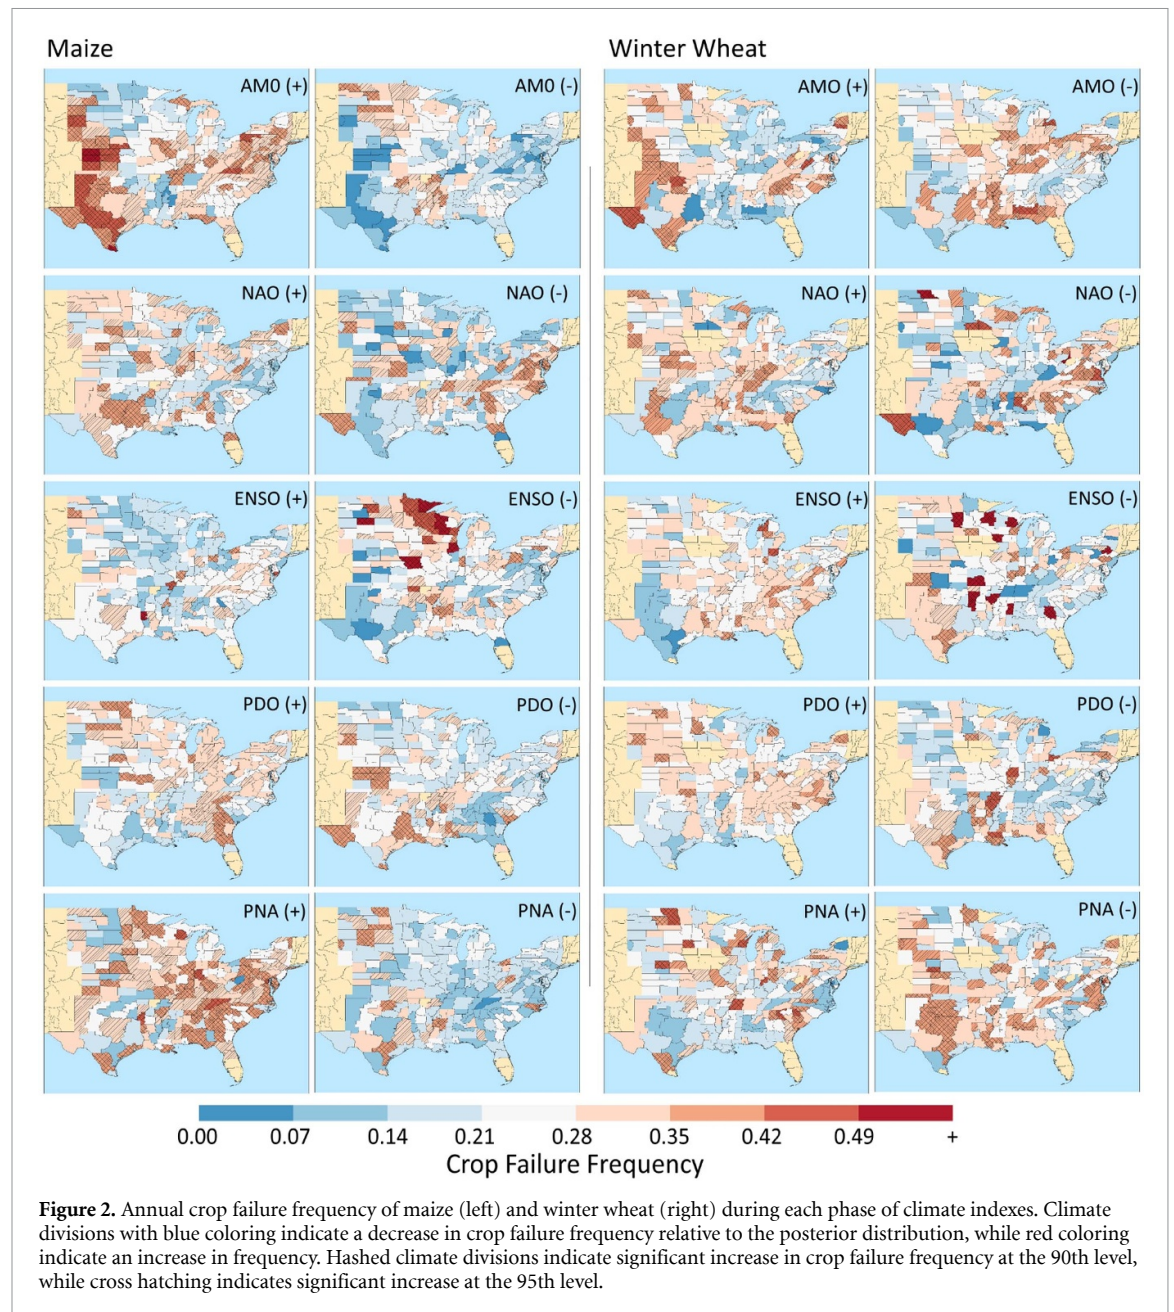 Maize
Winter Wheat
AM0 (+)
AM0 (-)
AMO (+)
AMO (-)
NAO (+)
NAO (-)
NAO (+)
NAO (-)
ENSO (+)
ENSO (-)
ENSO (+)
ENSO (-)
PDO (+)
PDO (-)
PDO (+)
PDO (-)
PNA (+)
PNA (-)
PNA (+)
PNA (-)
0.00 0.07 0.14 0.21 0.28 0.35 0.42 0.49 +
Crop Failure Frequency
Figure 2. Annual crop failure frequency of maize (left) and winter wheat (right) during each phase of climate indexes. Climate
divisions with blue coloring indicate a decrease in crop failure frequency relative to the posterior distribution, while red coloring
indicate an increase in frequency. Hashed climate divisions indicate significant increase in crop failure frequency at the 90th level,
while cross hatching indicates significant increase at the 95th level.